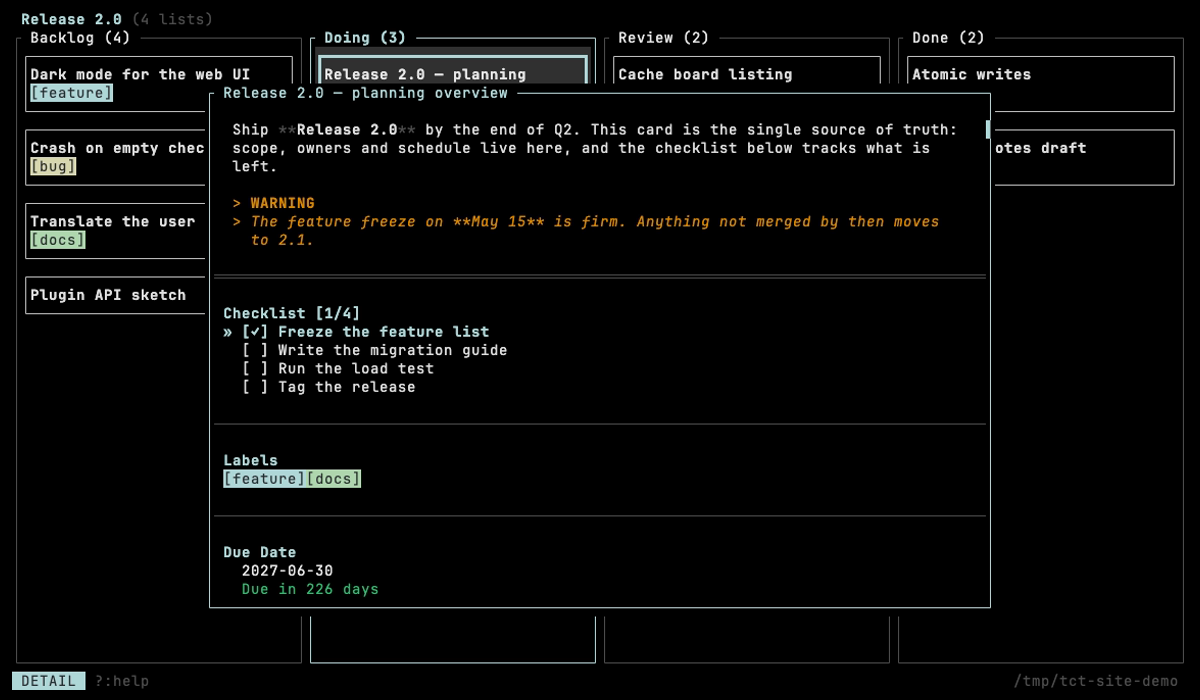 Release 2.0 (4 lists)
Backlog (4)
Doing (3)
Review (2)
Done (2)
Dark mode for the web UI
[feature]
Release 2.0 — planning
Cache board listing
Atomic writes
Crash on empty chec
[bug]
otes draft
Translate the user
[docs]
Plugin API sketch
Release 2.0 — planning overview
Ship **Release 2.0** by the end of Q2. This card is the single source of truth:
scope, owners and schedule live here, and the checklist below tracks what is
left.
> WARNING
> The feature freeze on **May 15** is firm. Anything not merged by then moves
to 2.1.
Checklist [1/4]
» [✓] Freeze the feature list
[ ] Write the migration guide
[ ] Run the load test
[ ] Tag the release
Labels
[feature][docs]
Due Date
2027-06-30
Due in 226 days
DETAIL ?:help
/tmp/tct-site-demo